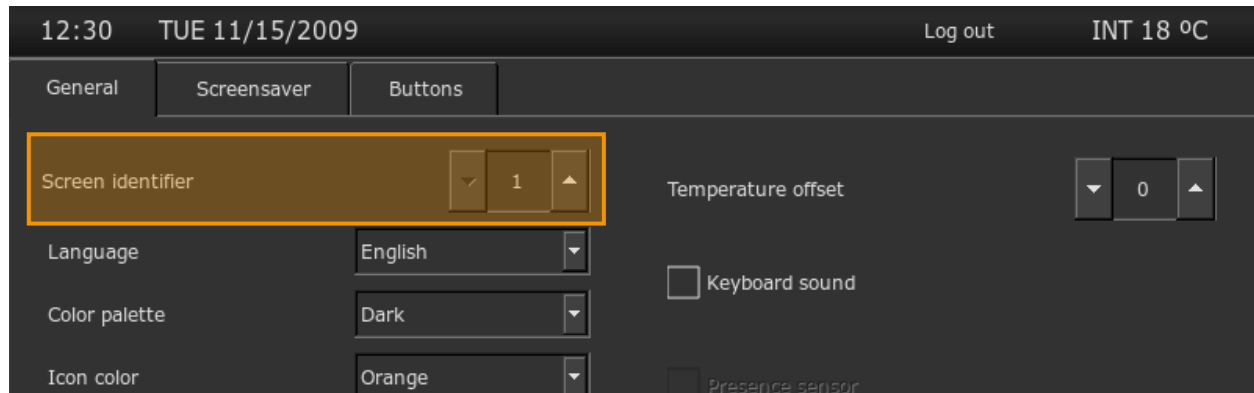 12:30 TUE 11/15/2009 Log out INT 18 ºC
General Screensaver Buttons
Screen identifier 1
Temperature offset 0
Language English
Keyboard sound
Color palette Dark
Icon color Orange
Presence sensor